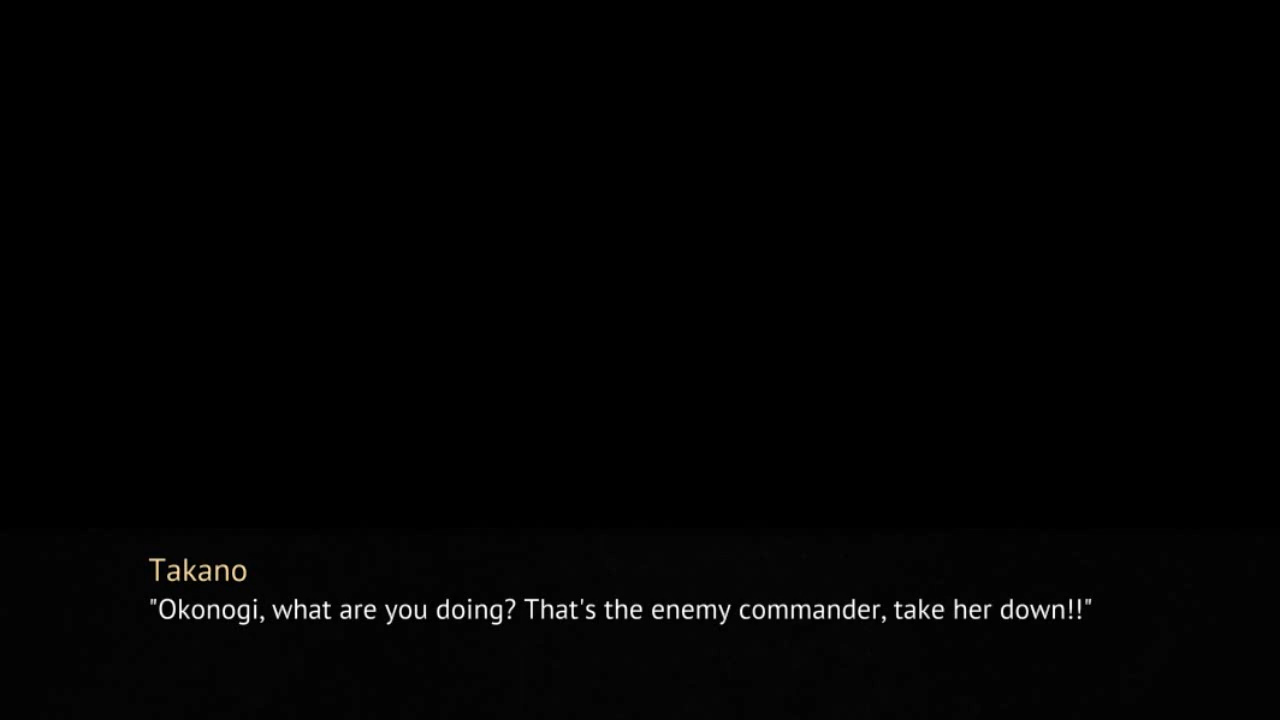 Takano
"Okonogi, what are you doing? That's the enemy commander, take her down!!"